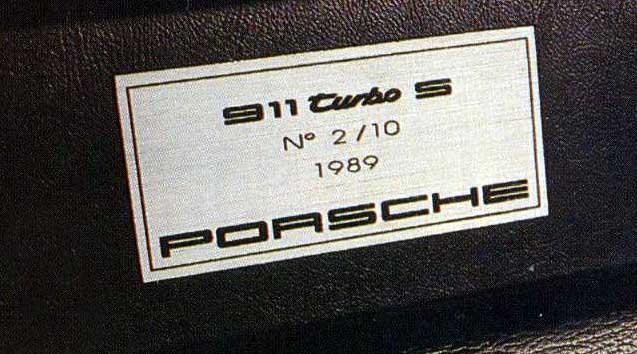 911 turbo S
Nº 2/10
1989
PORSCHE